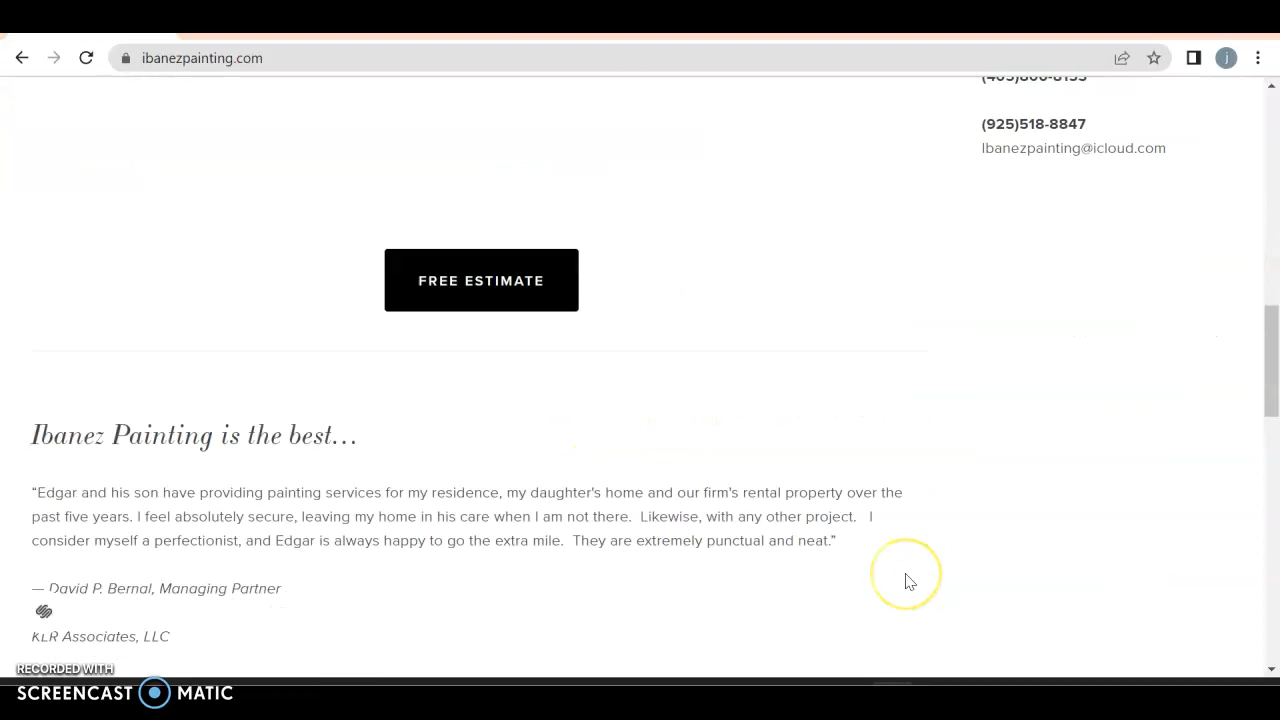 ibanezpainting.com
j
(925)518-8847
Ibanezpainting@icloud.com
FREE ESTIMATE
Ibanez Painting is the best...
“Edgar and his son have providing painting services for my residence, my daughter's home and our firm's rental property over the
past five years. I feel absolutely secure, leaving my home in his care when I am not there. Likewise, with any other project. I
consider myself a perfectionist, and Edgar is always happy to go the extra mile. They are extremely punctual and neat.”
— David P. Bernal, Managing Partner
KLR Associates, LLC
RECORDED WITH
SCREENCAST MATIC